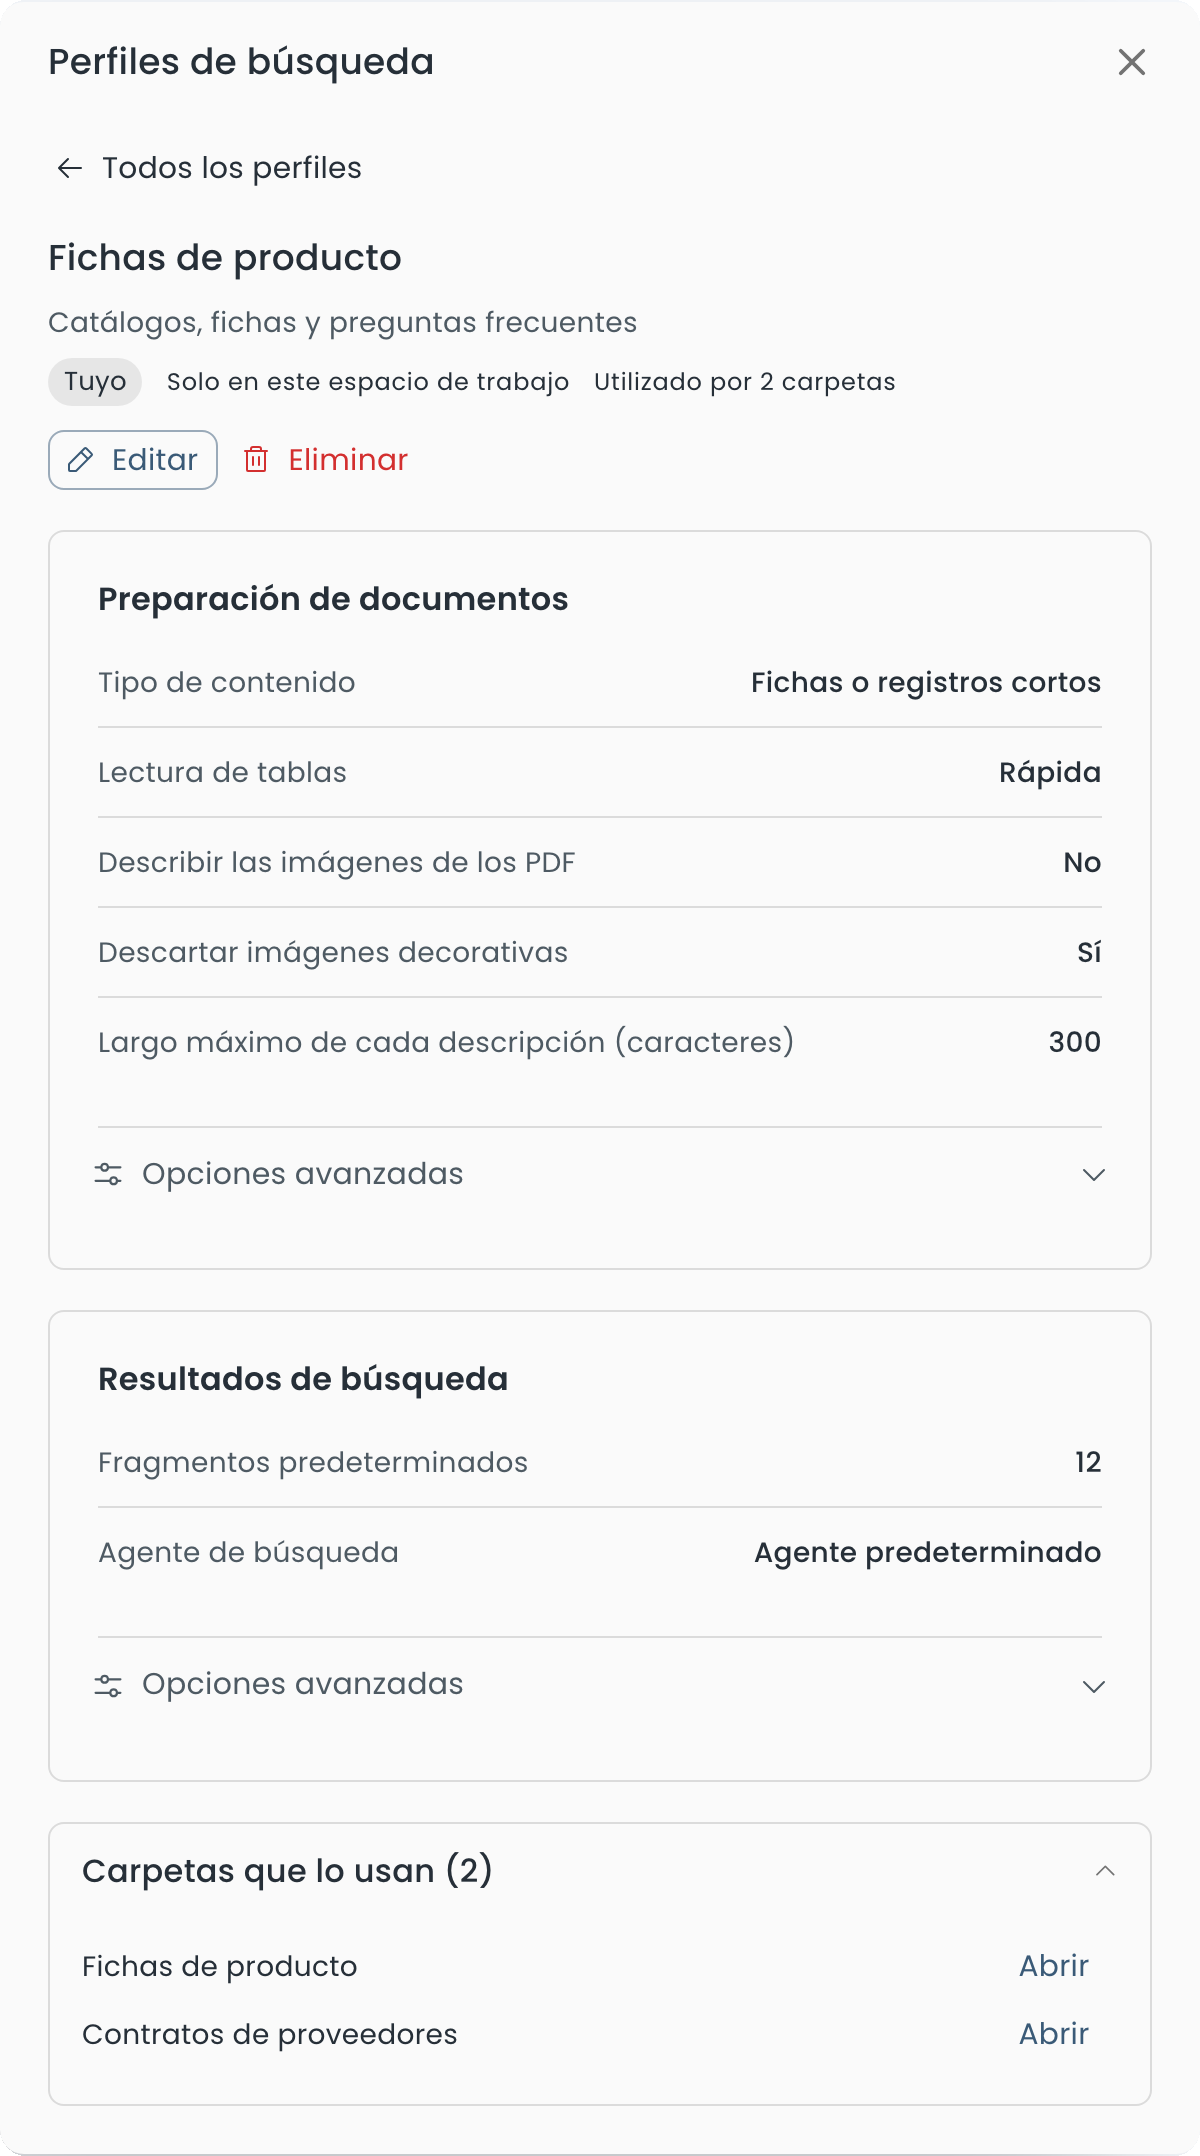 Perfiles de búsqueda
Todos los perfiles
Fichas de producto
Catálogos, fichas y preguntas frecuentes
Tuyo Solo en este espacio de trabajo Utilizado por 2 carpetas
Editar Eliminar
Preparación de documentos
Tipo de contenido Fichas o registros cortos
Lectura de tablas Rápida
Describir las imágenes de los PDF No
Descartar imágenes decorativas Sí
Largo máximo de cada descripción (caracteres) 300
Opciones avanzadas
Resultados de búsqueda
Fragmentos predeterminados 12
Agente de búsqueda Agente predeterminado
Opciones avanzadas
Carpetas que lo usan (2)
Fichas de producto Abrir
Contratos de proveedores Abrir